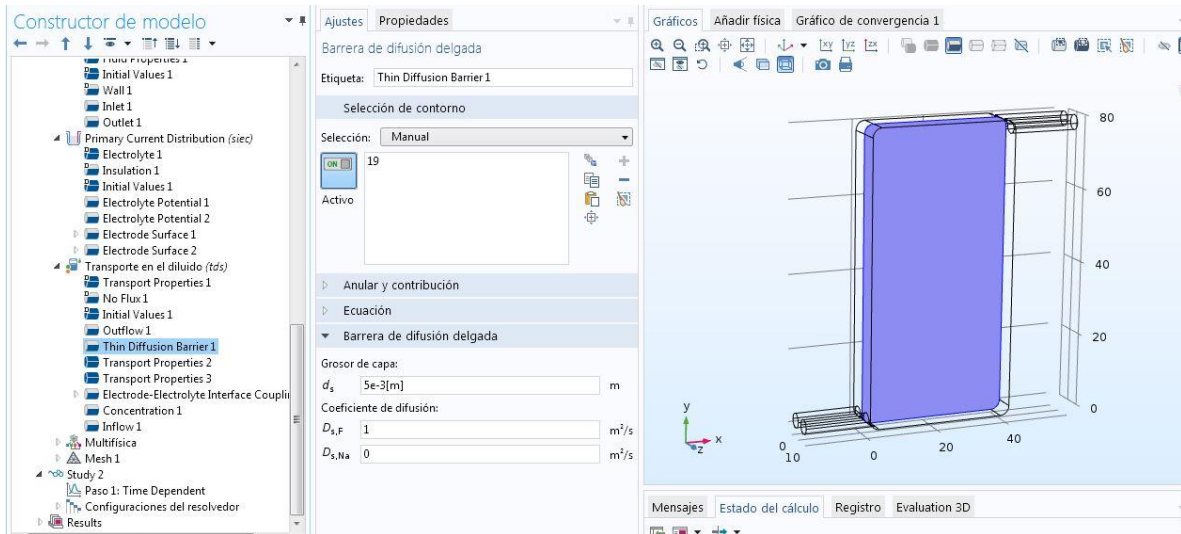 Constructor de modelo
Fluid Properties 1
Initial Values 1
Wall 1
Inlet 1
Outlet 1
Primary Current Distribution (siec)
Electrolyte 1
Insulation 1
Initial Values 1
Electrolyte Potential 1
Electrolyte Potential 2
Electrode Surface 1
Electrode Surface 2
Transporte en el diluido (tds)
Transport Properties 1
No Flux 1
Initial Values 1
Outflow 1
Thin Diffusion Barrier 1
Transport Properties 2
Transport Properties 3
Electrode-Electrolyte Interface Couplin
Concentration 1
Inflow 1
Multifísica
Mesh 1
Study 2
Paso 1: Time Dependent
Configuraciones del resolvedor
Results
Ajustes Propiedades
Barrera de difusión delgada
Etiqueta: Thin Diffusion Barrier 1
Selección de contorno
Selección: Manual
ON
19
Activo
Anular y contribución
Ecuación
Barrera de difusión delgada
Grosor de capa:
ds 5e-3[m] m
Coeficiente de difusión:
Ds,F 1 m²/s
Ds,Na 0 m²/s
Gráficos Añadir física Gráfico de convergencia 1
xy yz zx
80
60
40
20
0
y
x
z
0
10
0
20
40
Mensajes Estado del cálculo Registro Evaluation 3D